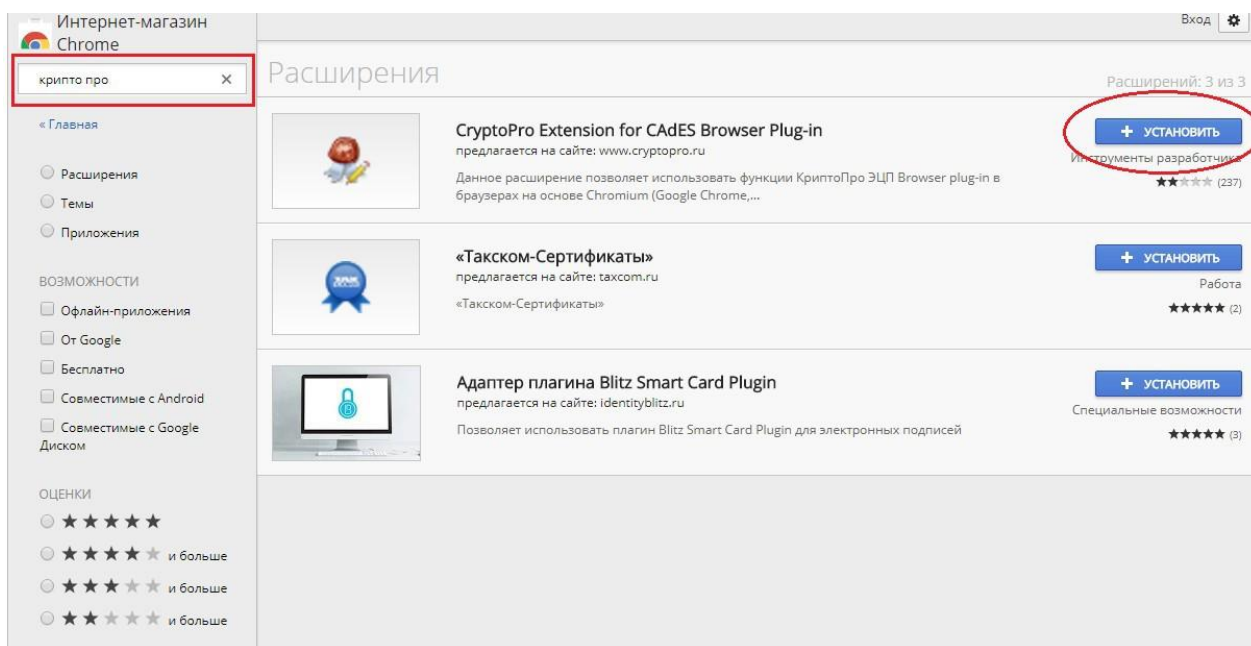 Интернет-магазин
Chrome
Вход
крипто про
Расширения
Расширений: 3 из 3
« Главная
Расширения
Темы
Приложения
ВОЗМОЖНОСТИ
Офлайн-приложения
От Google
Бесплатно
Совместимые с Android
Совместимые с Google
Диском
ОЦЕНКИ
и больше
и больше
и больше
CryptoPro Extension for CAdES Browser Plug-in
предлагается на сайте: www.cryptopro.ru
Данное расширение позволяет использовать функции КриптоПро ЭЦП Browser plug-in в
браузерах на основе Chromium (Google Chrome,...
+ УСТАНОВИТЬ
Инструменты разработчика
(237)
«Такском-Сертификаты»
предлагается на сайте: taxcom.ru
«Такском-Сертификаты»
+ УСТАНОВИТЬ
Работа
(2)
Адаптер плагина Blitz Smart Card Plugin
предлагается на сайте: identityblitz.ru
Позволяет использовать плагин Blitz Smart Card Plugin для электронных подписей
+ УСТАНОВИТЬ
Специальные возможности
(3)